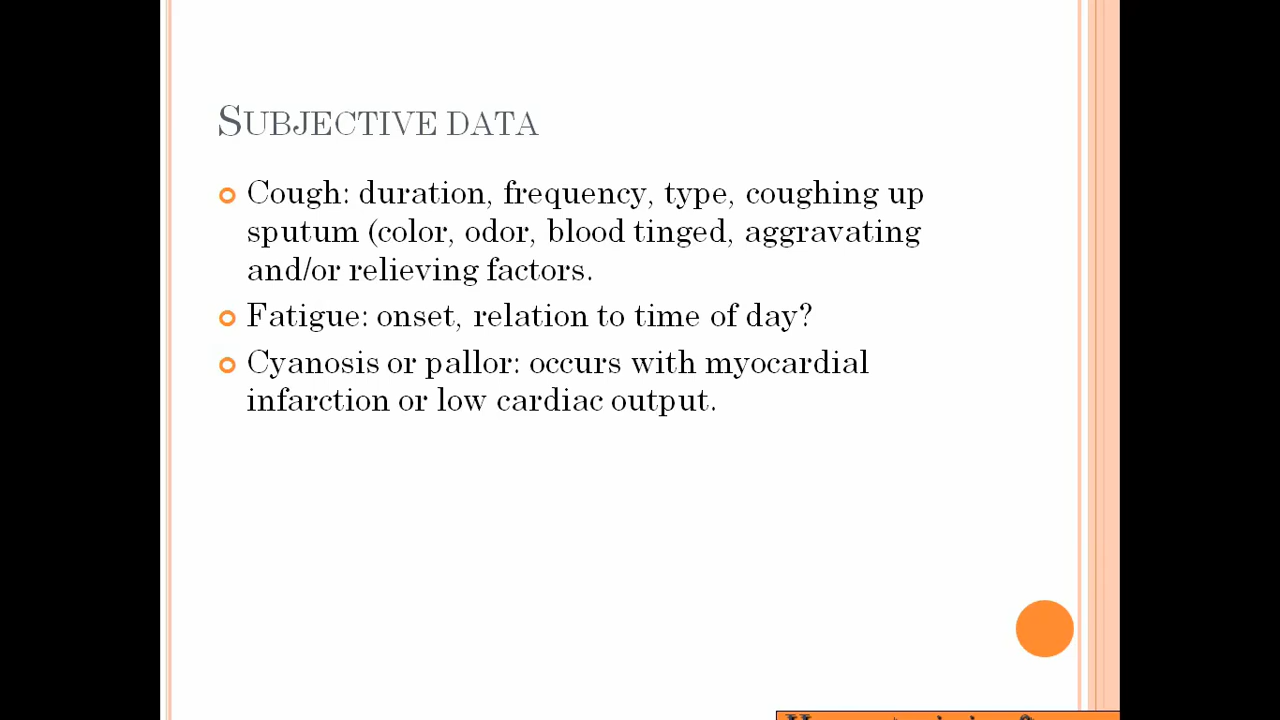 SUBJECTIVE DATA
Cough: duration, frequency, type, coughing up
sputum (color, odor, blood tinged, aggravating
and/or relieving factors.
Fatigue: onset, relation to time of day?
Cyanosis or pallor: occurs with myocardial
infarction or low cardiac output.